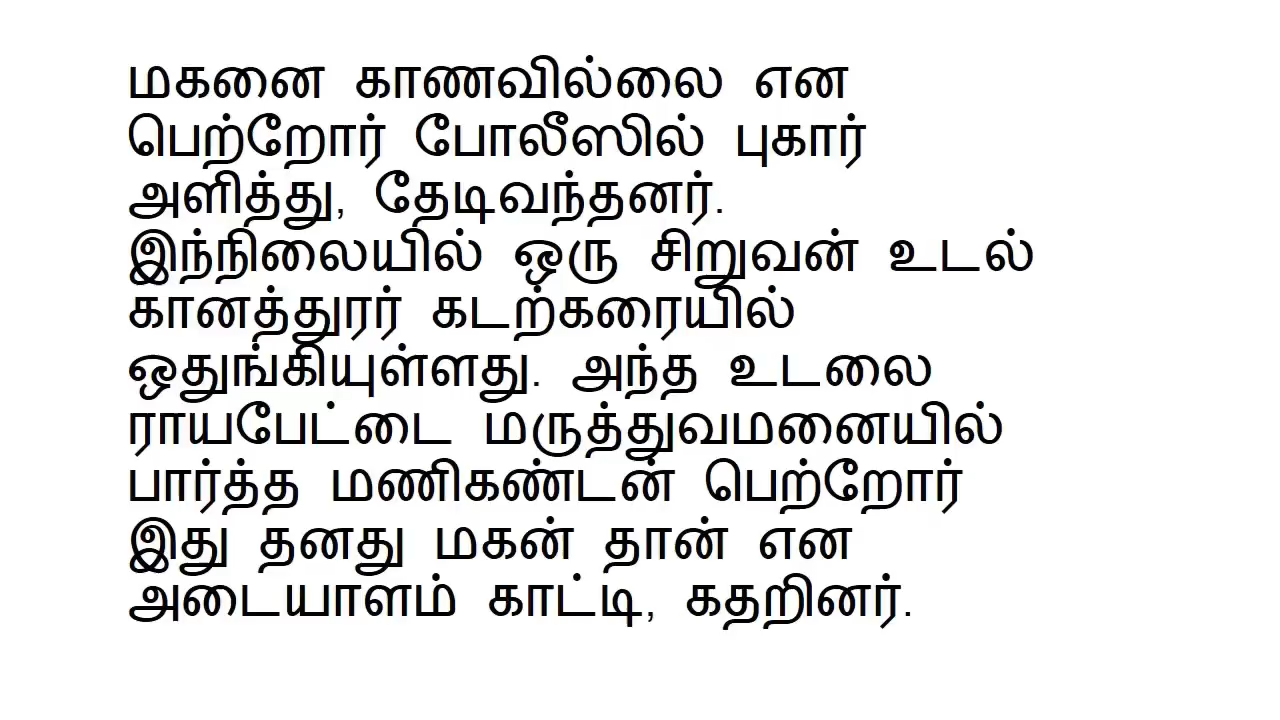 மகனை காணவில்லை என
பெற்றோர் போலீஸில் புகார்
அளித்து, தேடிவந்தனர்.
இந்நிலையில் ஒரு சிறுவன் உடல்
கானத்துரர் கடற்கரையில்
ஒதுங்கியுள்ளது. அந்த உடலை
ராயபேட்டை மருத்துவமனையில்
பார்த்த மணிகண்டன் பெற்றோர்
இது தனது மகன் தான் என
அடையாளம் காட்டி, கதறினர்.